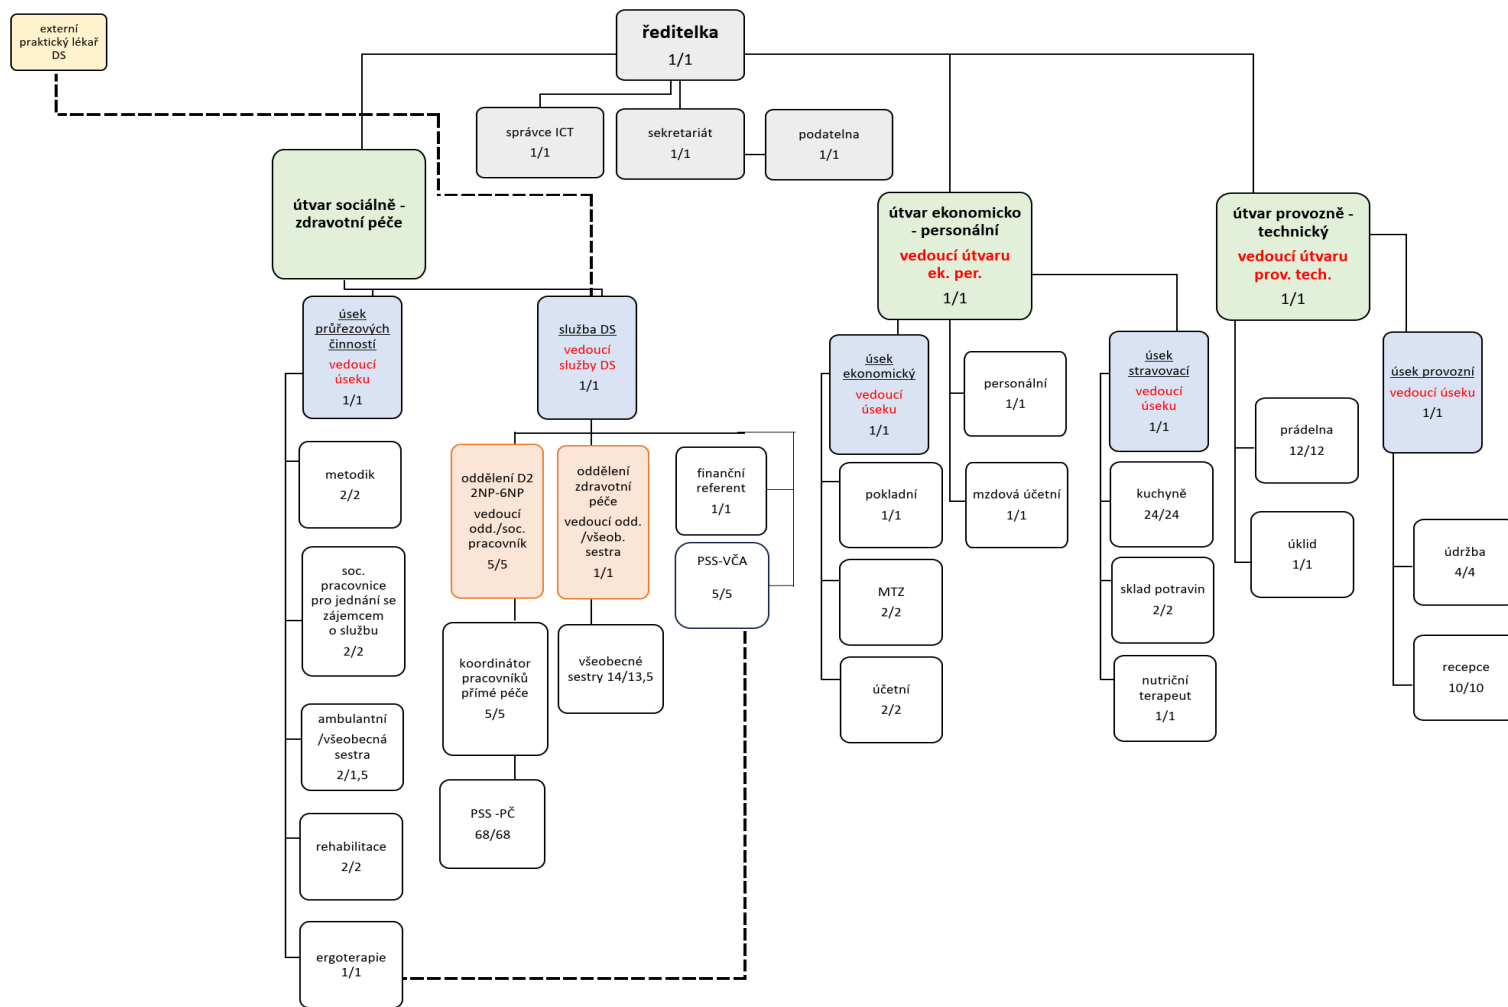 externí
praktický lékař
DS
ředitelka
1/1
správce ICT
1/1
sekretariát
1/1
podatelna
1/1
útvar sociálně -
zdravotní péče
útvar ekonomicko
- personální
vedoucí útvaru
ek. per.
1/1
útvar provozně -
technický
vedoucí útvaru
prov. tech.
1/1
úsek
průřezových
činností
vedoucí
úseku
1/1
služba DS
vedoucí
služby DS
1/1
úsek
ekonomický
vedoucí
úseku
1/1
personální
1/1
úsek
stravovací
vedoucí
úseku
1/1
úsek provozní
vedoucí úseku
1/1
metodik
2/2
soc.
pracovnice
pro jednání se
zájemcem
o službu
2/2
ambulantní
/všeobecná
sestra
2/1,5
rehabilitace
2/2
ergoterapie
1/1
oddělení D2
2NP-6NP
vedoucí
odd./soc.
pracovník
5/5
oddělení
zdravotní
péče
vedoucí odd.
/všeob.
sestra
1/1
finanční
referent
1/1
PSS-VČA
5/5
koordinátor
pracovníků
přímé péče
5/5
všeobecné
sestry 14/13,5
PSS -PČ
68/68
pokladní
1/1
mzdová účetní
1/1
MTZ
2/2
účetní
2/2
kuchyně
24/24
sklad potravin
2/2
nutriční
terapeut
1/1
prádelna
12/12
úklid
1/1
údržba
4/4
recepce
10/10